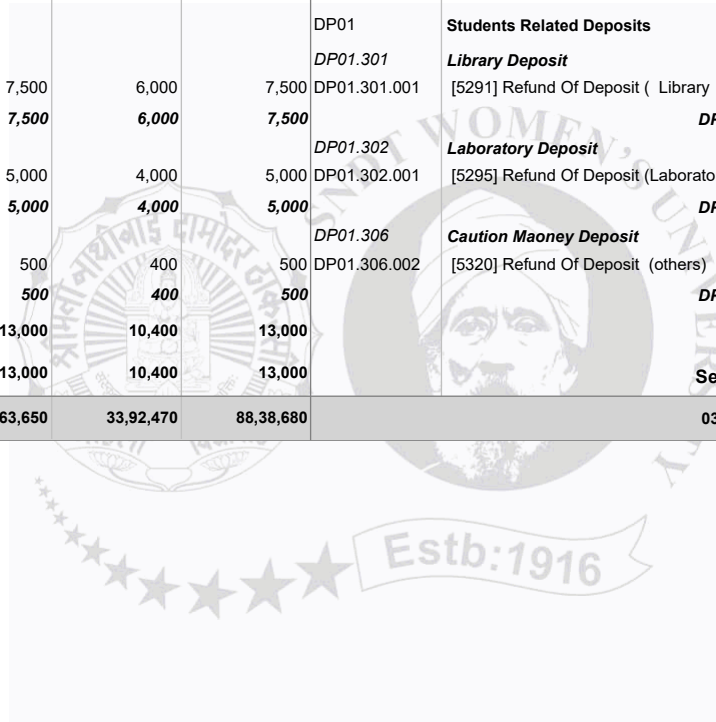 DP01 Students Related Deposits
DP01.301 Library Deposit
7,500 6,000 7,500 DP01.301.001 [5291] Refund Of Deposit ( Library
7,500 6,000 7,500 DP
DP01.302 Laboratory Deposit
5,000 4,000 5,000 DP01.302.001 [5295] Refund Of Deposit (Laborato
5,000 4,000 5,000 DP
DP01.306 Caution Maoney Deposit
500 400 500 DP01.306.002 [5320] Refund Of Deposit (others)
500 400 500 DP
13,000 10,400 13,000
13,000 10,400 13,000 Se
63,650 33,92,470 88,38,680 03
SNDT WOMEN'S UNIVERSITY
श्रीमती नाथीबाई दामोदर ठाकरसी
Estb:1916